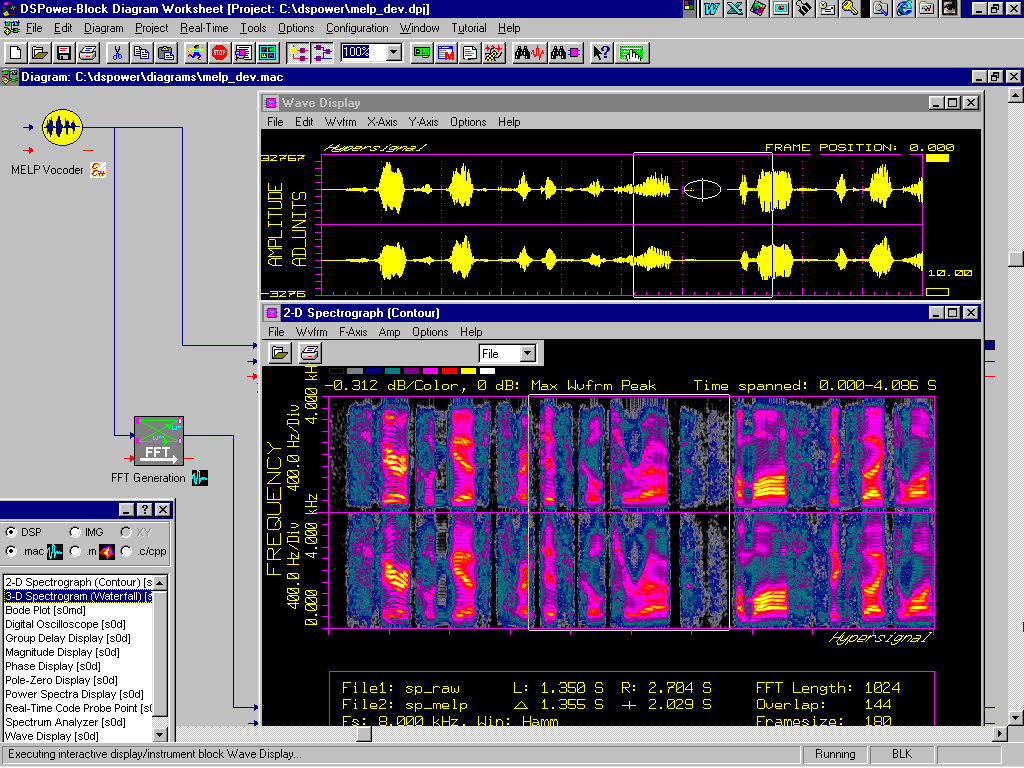 DSPower-Block Diagram Worksheet [Project: C:\dspower\melp_dev.dpj]
File Edit Diagram Project Real-Time Tools Options Configuration Window Tutorial Help
STOP 100%
Diagram: C:\dspower\diagrams\melp_dev.mac
MELP Vocoder
Wave Display
File Edit Wvfrm X-Axis Y-Axis Options Help
Hypersignal FRAME POSITION: 0.000
32767
AMPLITUDE
AD_UNITS
10.00
-3276
2-D Spectrograph (Contour)
File Wvfrm F-Axis Amp Options Help
File
-0.312 dB/Color, 0 dB: Max Wvfrm Peak Time spanned: 0.000-4.086 S
FREQUENCY
400.0 Hz/Div
4.000 kH
400.0 Hz/Div
0.000 kHz 4.000 kHz
Hypersignal
File1: sp_raw L: 1.350 S R: 2.704 S FFT Length: 1024
File2: sp_melp △ 1.355 S + 2.029 S Overlap: 144
Fs: 8.000 kHz, Win: Hamm Framesize: 180
FFT
FFT Generation
DSP IMG XY
.mac .m .c/cpp
2-D Spectrograph (Contour) [s
3-D Spectrogram (Waterfall) [s
Bode Plot [s0md]
Digital Oscilloscope [s0d]
Group Delay Display [s0d]
Magnitude Display [s0d]
Phase Display [s0d]
Pole-Zero Display [s0d]
Power Spectra Display [s0d]
Real-Time Code Probe Point [s0
Spectrum Analyzer [s0d]
Wave Display [s0d]
Executing interactive display/instrument block Wave Display... Running BLK